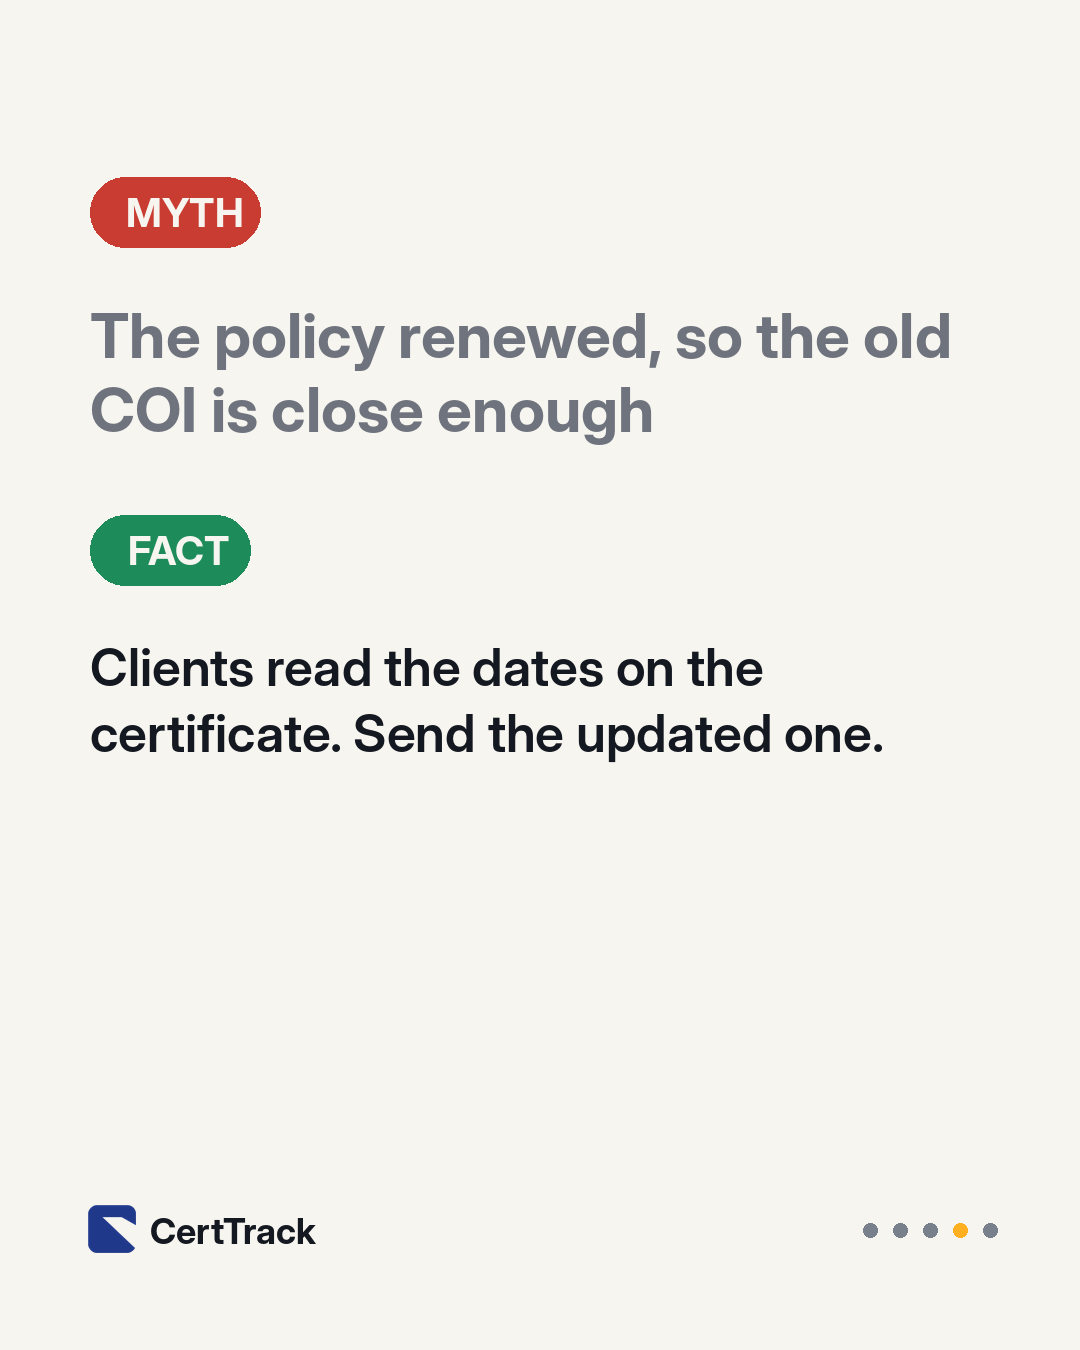 MYTH
The policy renewed, so the old
COI is close enough
FACT
Clients read the dates on the
certificate. Send the updated one.
CertTrack